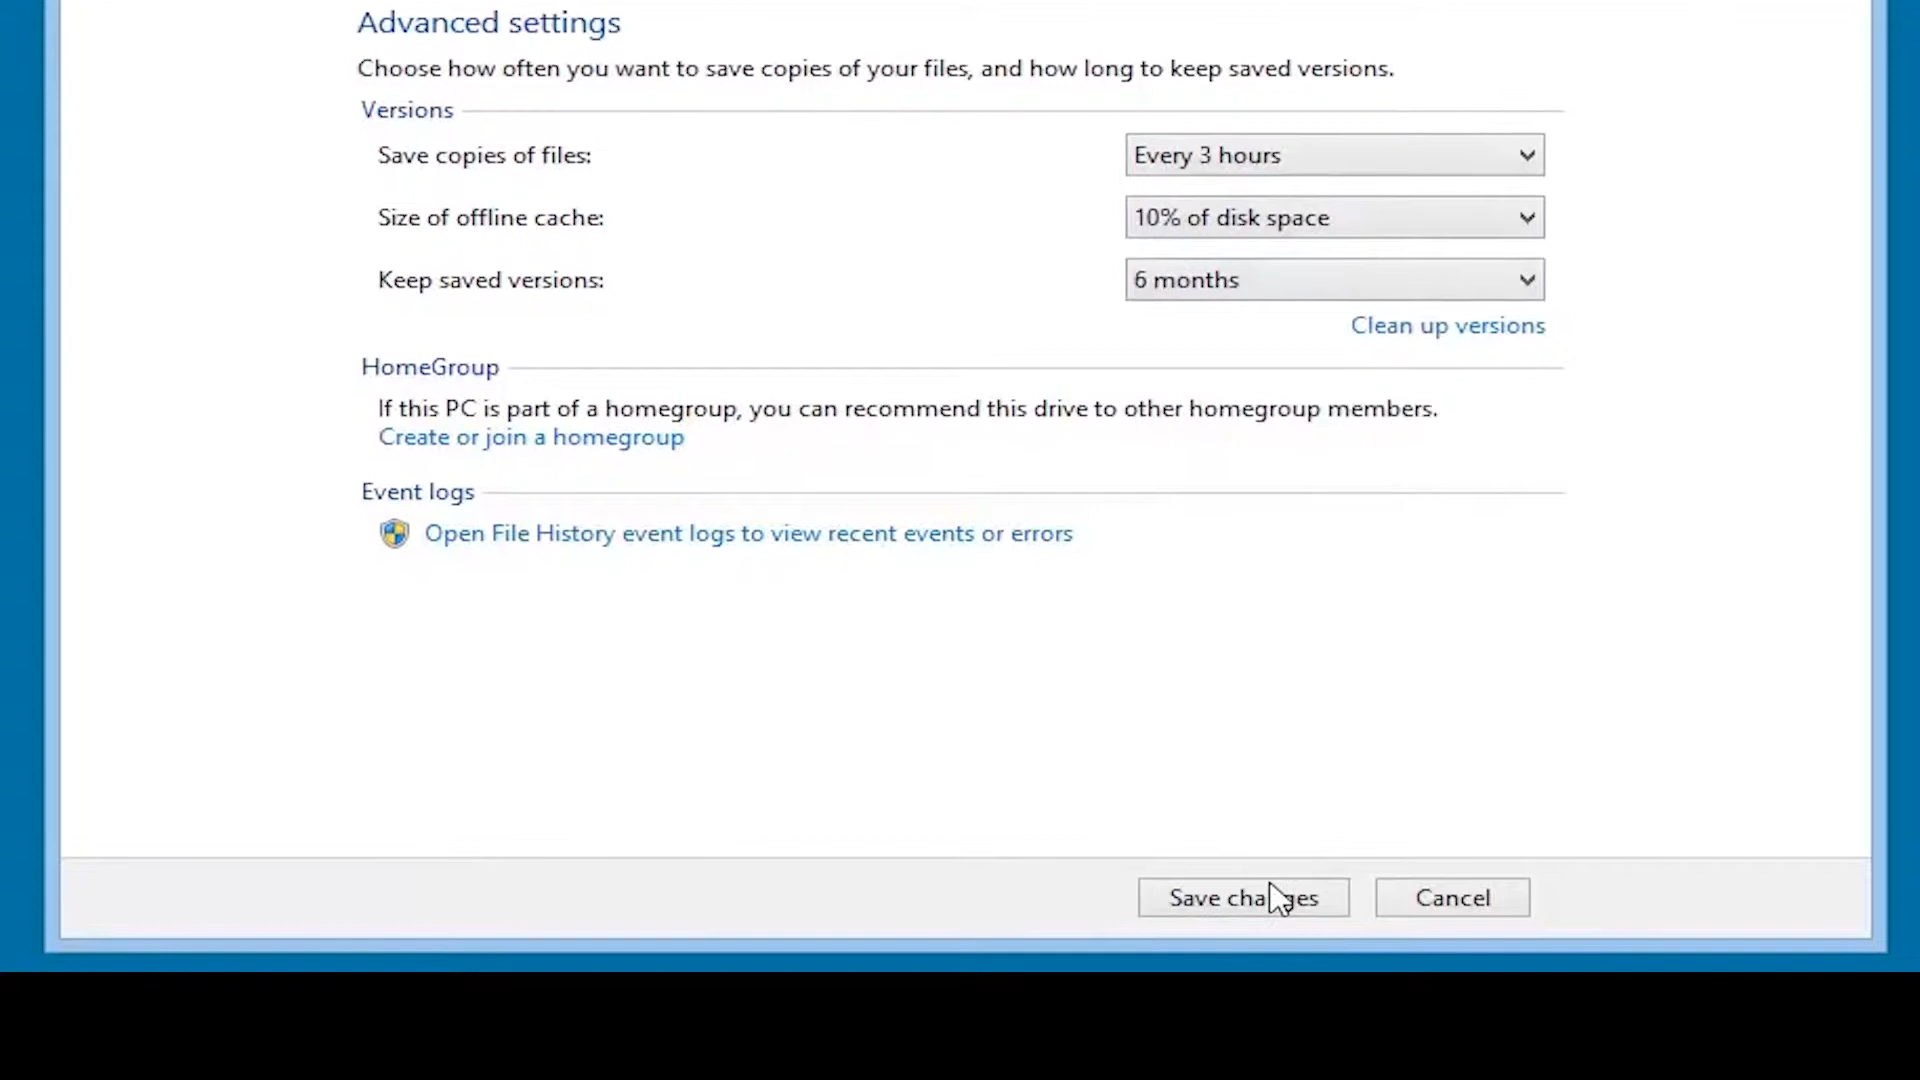 Advanced settings
Choose how often you want to save copies of your files, and how long to keep saved versions.
Versions
Save copies of files:
Every 3 hours
Size of offline cache:
10% of disk space
Keep saved versions:
6 months
Clean up versions
HomeGroup
If this PC is part of a homegroup, you can recommend this drive to other homegroup members.
Create or join a homegroup
Event logs
Open File History event logs to view recent events or errors
Save changes
Cancel